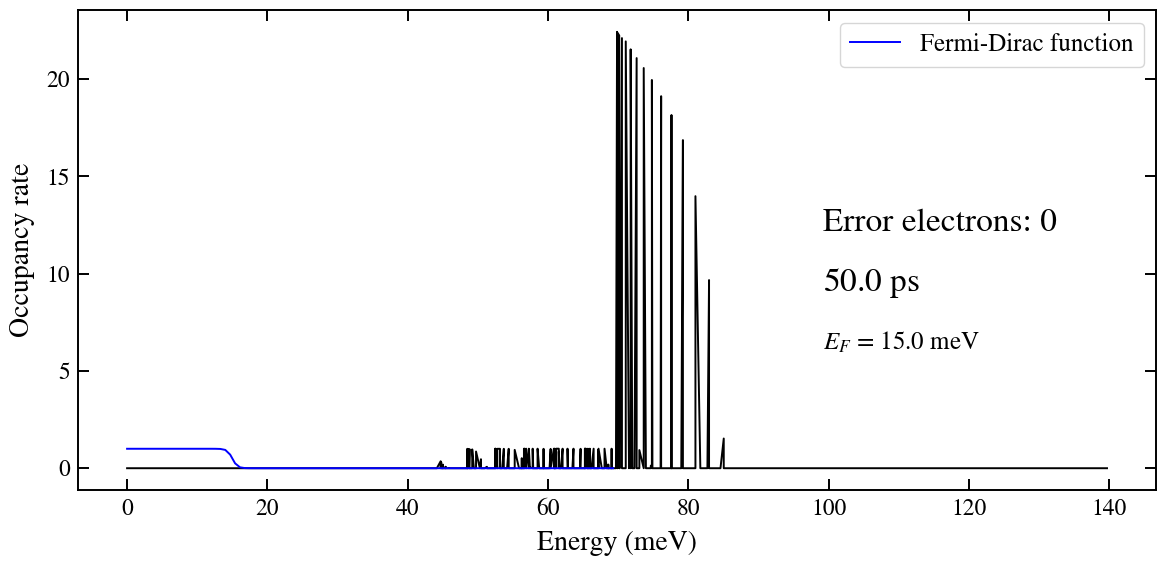 Fermi-Dirac function
Occupancy rate
20
15
10
5
0
Error electrons: 0
50.0 ps
E_F = 15.0 meV
0 20 40 60 80 100 120 140
Energy (meV)